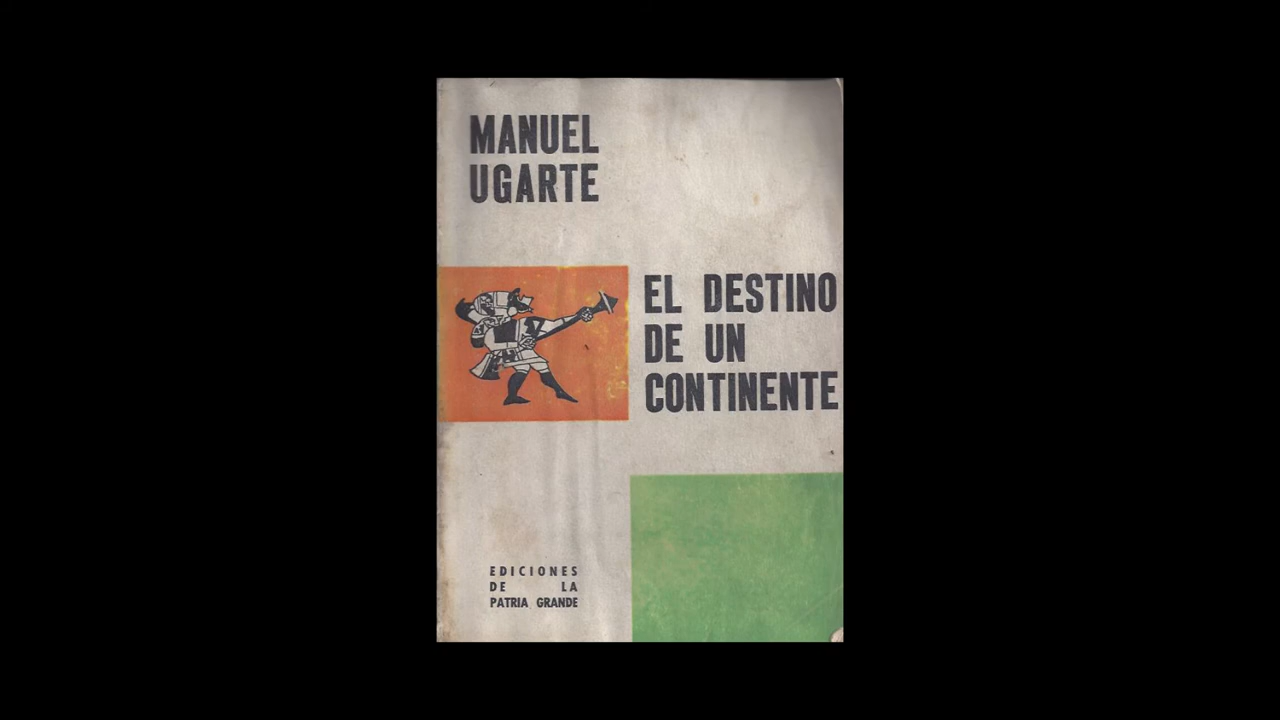 MANUEL
UGARTE
EL DESTINO
DE UN
CONTINENTE
EDICIONES
DE LA
PATRIA GRANDE